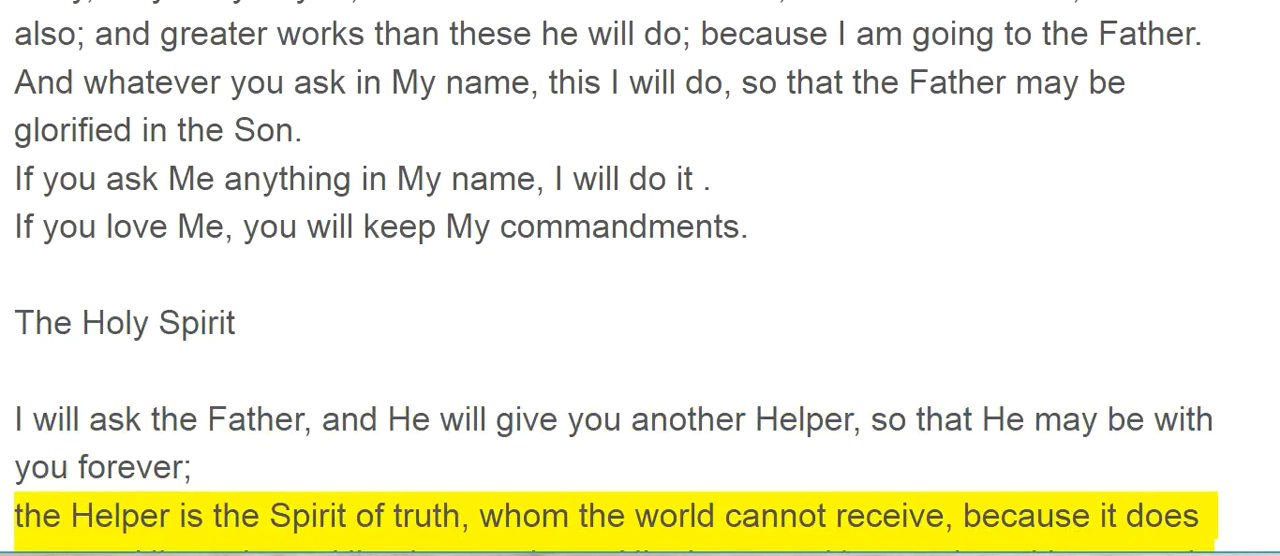 also; and greater works than these he will do; because I am going to the Father.
And whatever you ask in My name, this I will do, so that the Father may be
glorified in the Son.
If you ask Me anything in My name, I will do it .
If you love Me, you will keep My commandments.
The Holy Spirit
I will ask the Father, and He will give you another Helper, so that He may be with
you forever;
the Helper is the Spirit of truth, whom the world cannot receive, because it does